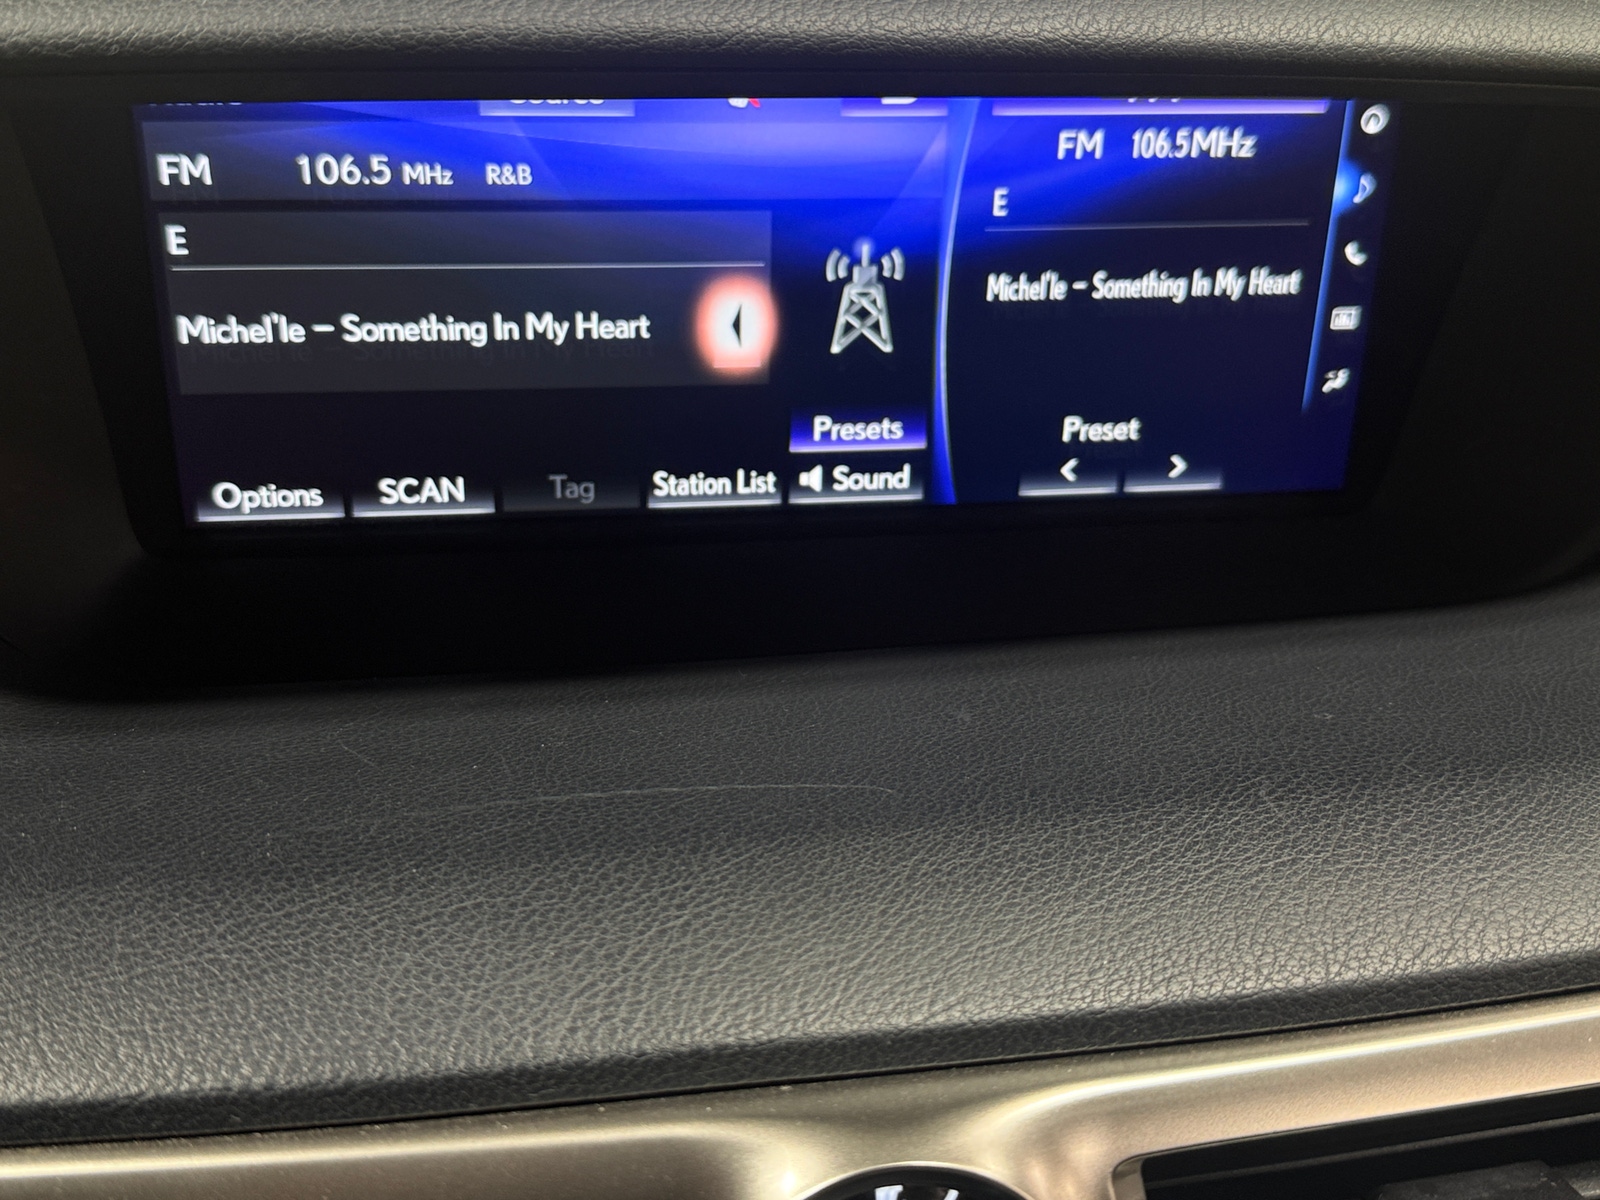 Source
FM 106.5 MHz R&B
E
Michel'le – Something In My Heart
Presets
Options SCAN Tag Station List Sound
FM 106.5MHz
E
Michel'le – Something In My Heart
Preset
< >